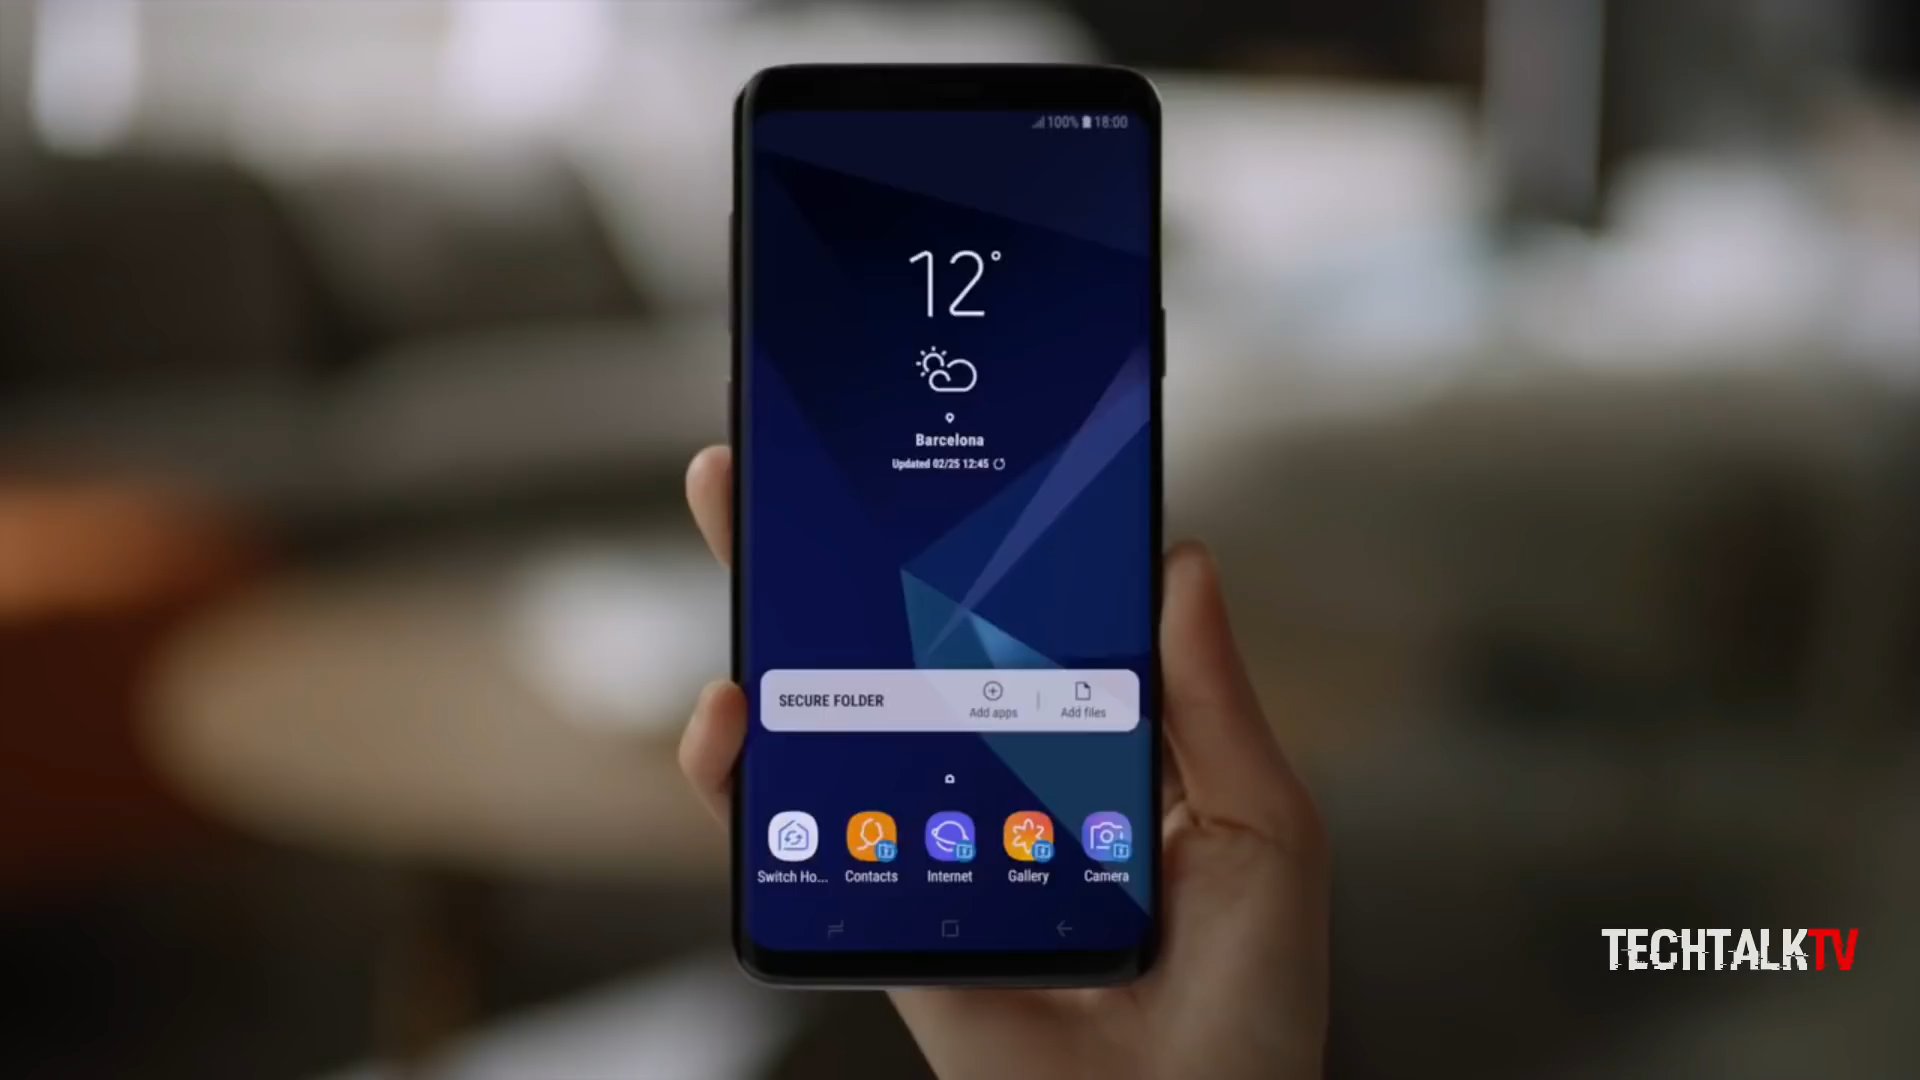 100% 18:00
12°
Barcelona
Updated 02/25 12:45
SECURE FOLDER
Add apps
Add files
Switch Ho...
Contacts
Internet
Gallery
Camera
TECHTALKTV